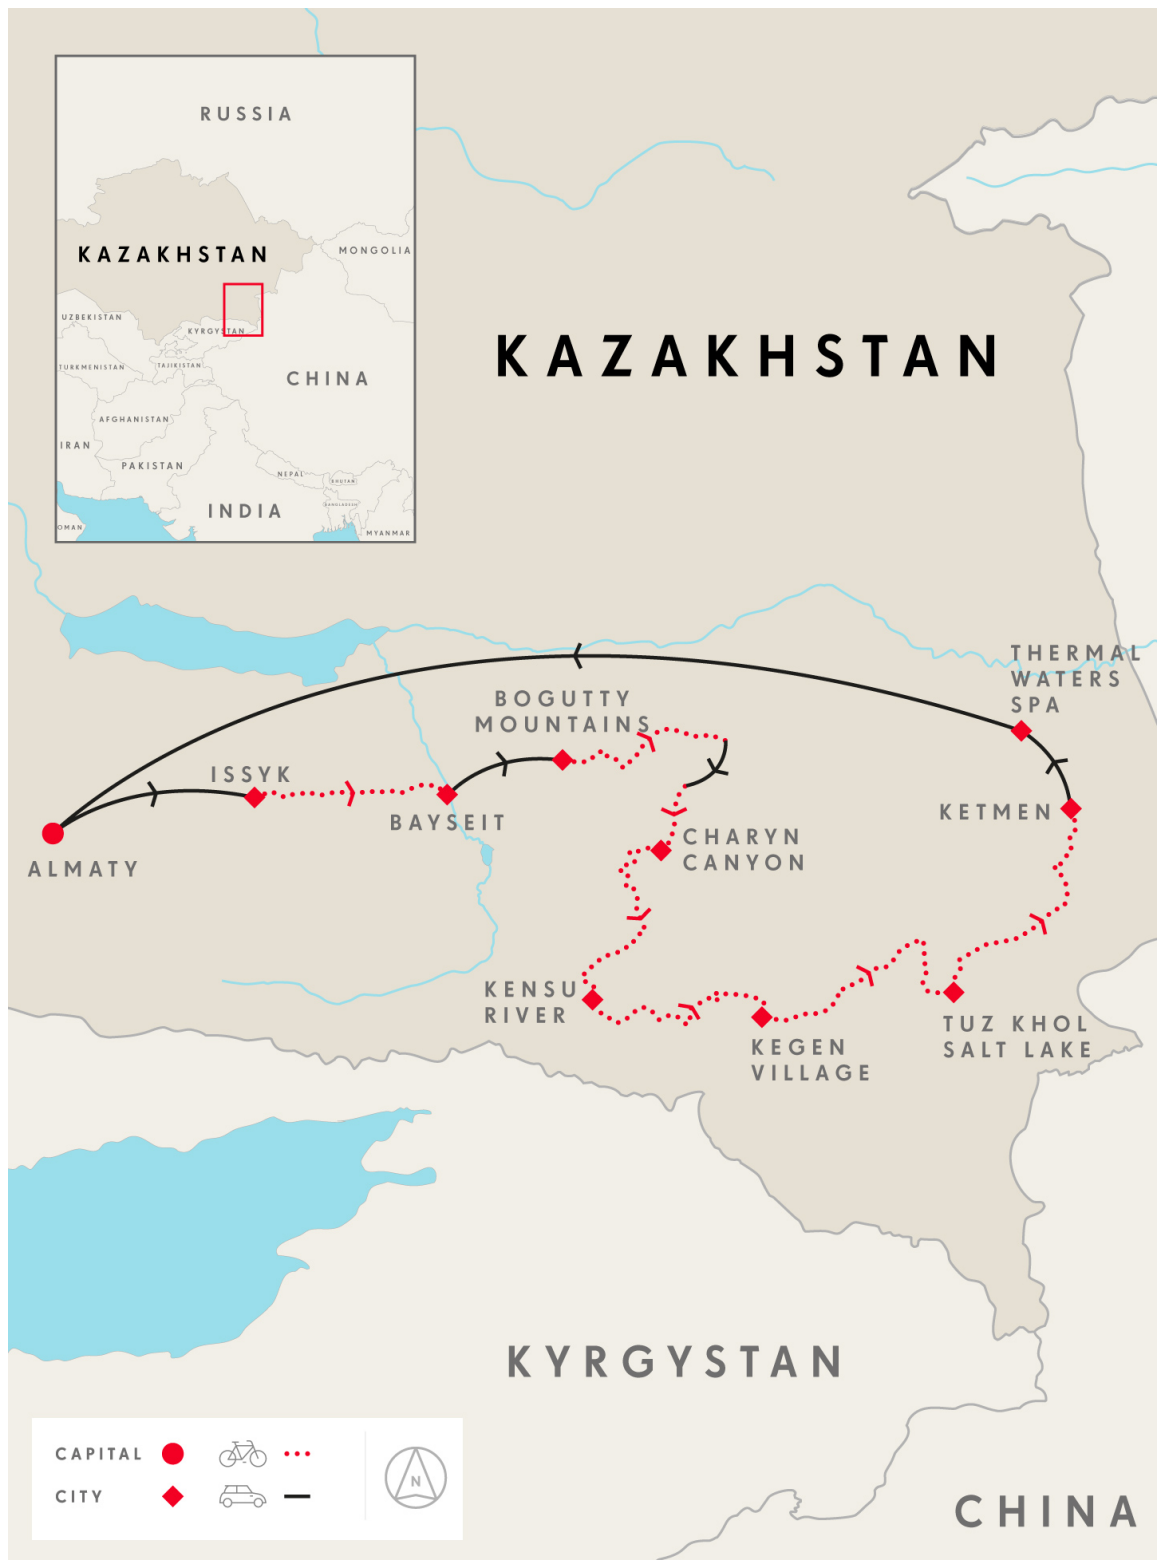 RUSSIA
KAZAKHSTAN
MONGOLIA
UZBEKISTAN
KYRGYSTAN
TURKMENISTAN
TAJIKISTAN
CHINA
AFGHANISTAN
IRAN
PAKISTAN
NEPAL
BHUTAN
BANGLADESH
INDIA
OMAN
MYANMAR
KAZAKHSTAN
THERMAL
WATERS
SPA
BOGUTTY
MOUNTAINS
ISSYK
BAYSEIT
KETMEN
CHARYN
CANYON
ALMATY
KENSU
RIVER
KEGEN
VILLAGE
TUZ KHOL
SALT LAKE
KYRGYSTAN
CAPITAL
CITY
N
CHINA